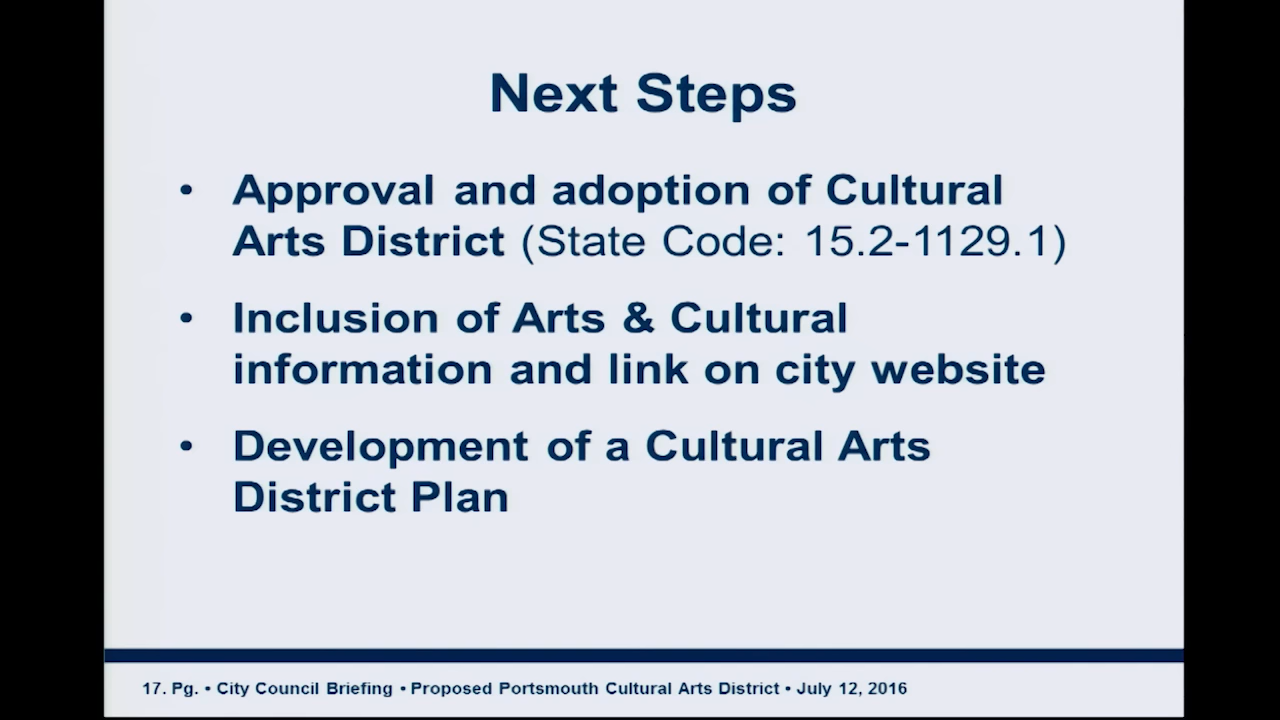 Next Steps
• Approval and adoption of Cultural
Arts District (State Code: 15.2-1129.1)
• Inclusion of Arts & Cultural
information and link on city website
• Development of a Cultural Arts
District Plan
17. Pg. • City Council Briefing • Proposed Portsmouth Cultural Arts District • July 12, 2016